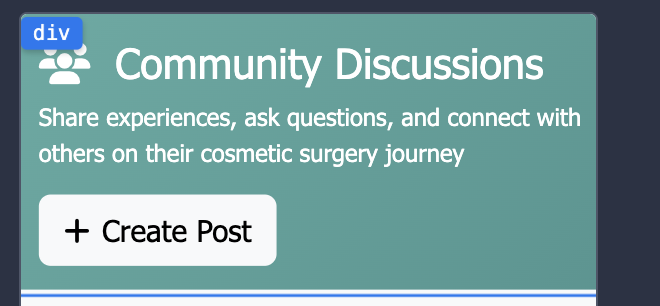 div
Community Discussions
Share experiences, ask questions, and connect with
others on their cosmetic surgery journey
+ Create Post